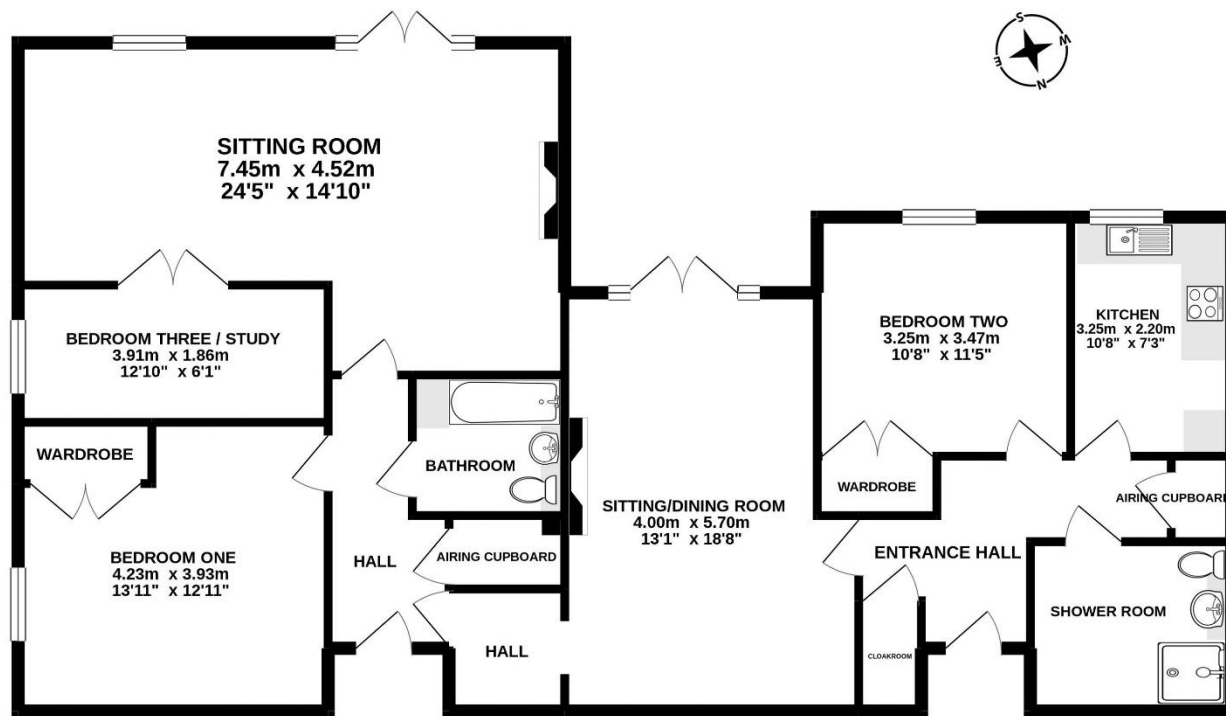 S
W
E
N
SITTING ROOM
7.45m x 4.52m
24'5" x 14'10"
BEDROOM THREE / STUDY
3.91m x 1.86m
12'10" x 6'1"
BEDROOM TWO
3.25m x 3.47m
10'8" x 11'5"
KITCHEN
3.25m x 2.20m
10'8" x 7'3"
WARDROBE
BATHROOM
WARDROBE
AIRING CUPBOARD
SITTING/DINING ROOM
4.00m x 5.70m
13'1" x 18'8"
BEDROOM ONE
4.23m x 3.93m
13'11" x 12'11"
HALL
AIRING CUPBOARD
ENTRANCE HALL
SHOWER ROOM
HALL
CLOAKROOM